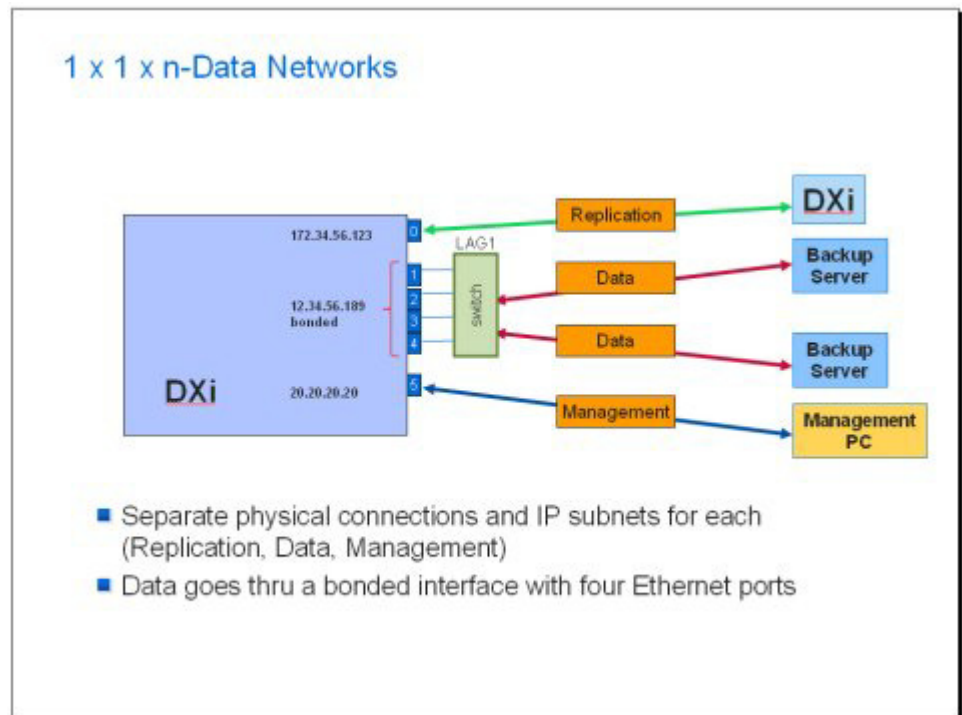 1 x 1 x n-Data Networks
172.34.56.123
0
Replication
DXi
LAG1
1
2
3
4
12.34.56.189
bonded
switch
Data
Backup
Server
Data
Backup
Server
DXi
20.20.20.20
5
Management
Management
PC
Separate physical connections and IP subnets for each
(Replication, Data, Management)
Data goes thru a bonded interface with four Ethernet ports